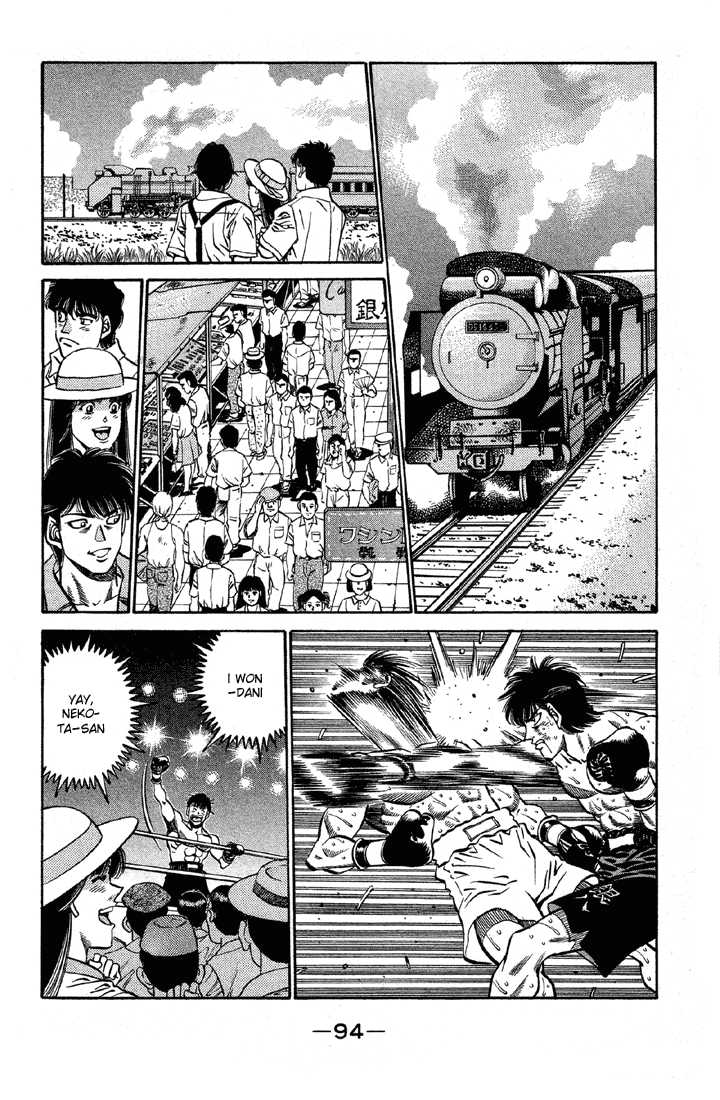 銀
ワシン
I WON
-DANI
YAY,
NEKO-
TA-SAN
—94—